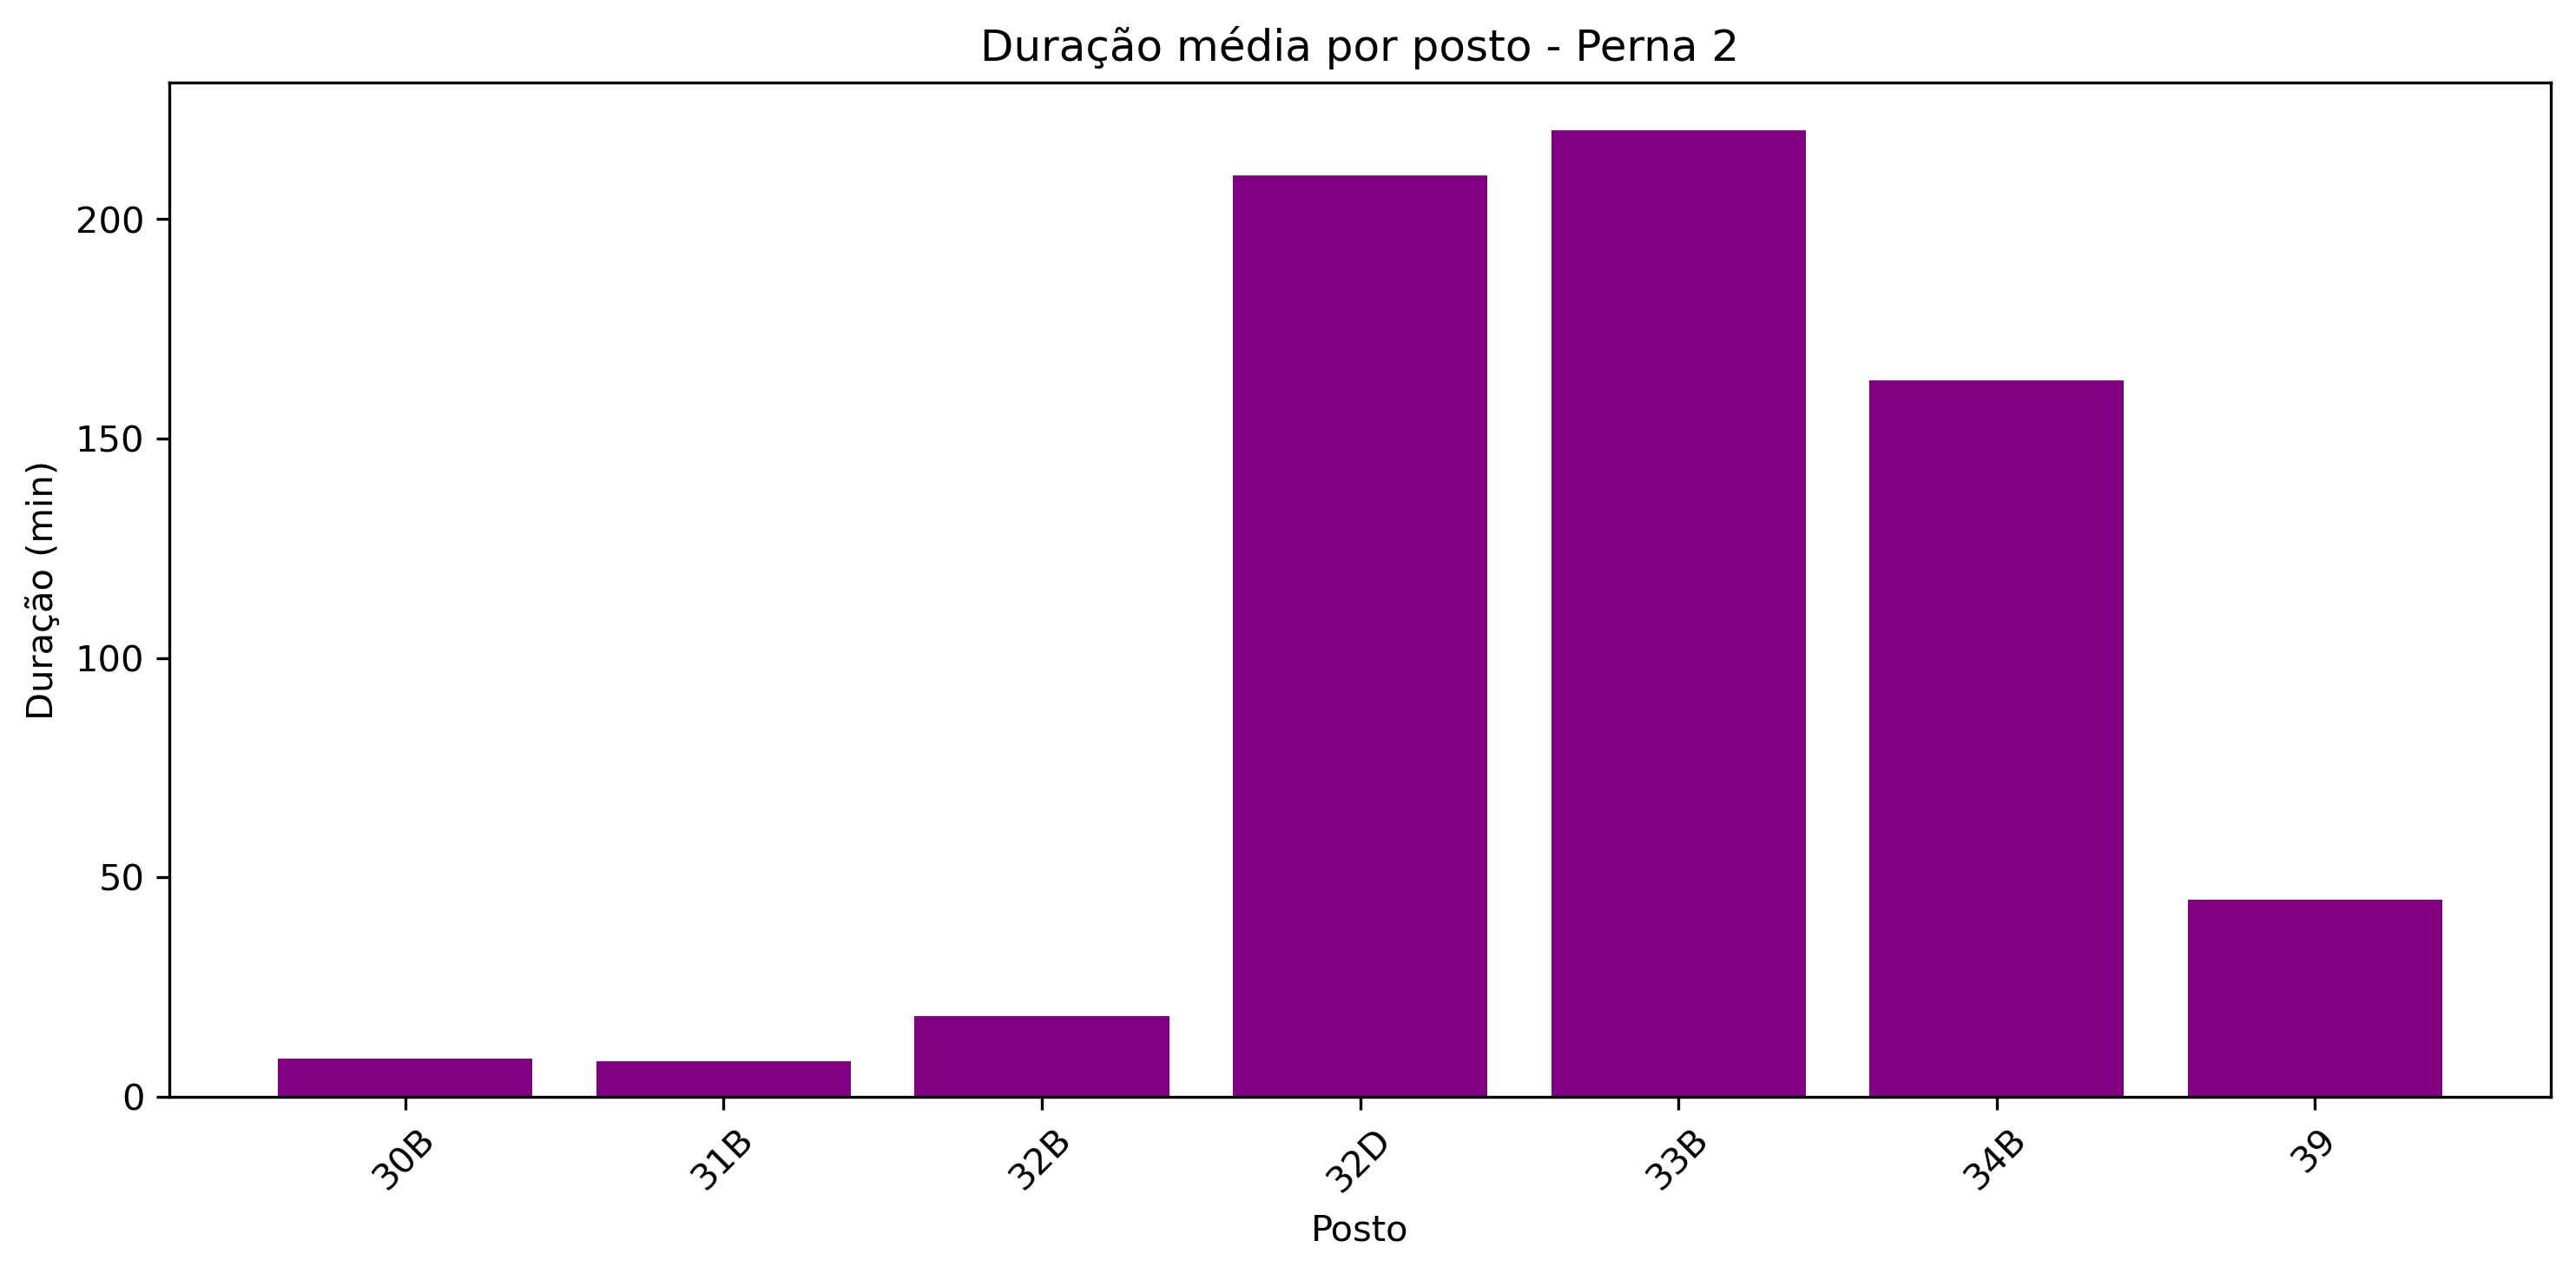 Duração média por posto - Perna 2
Duração (min)
200
150
100
50
0
30B
31B
32B
32D
33B
34B
39
Posto